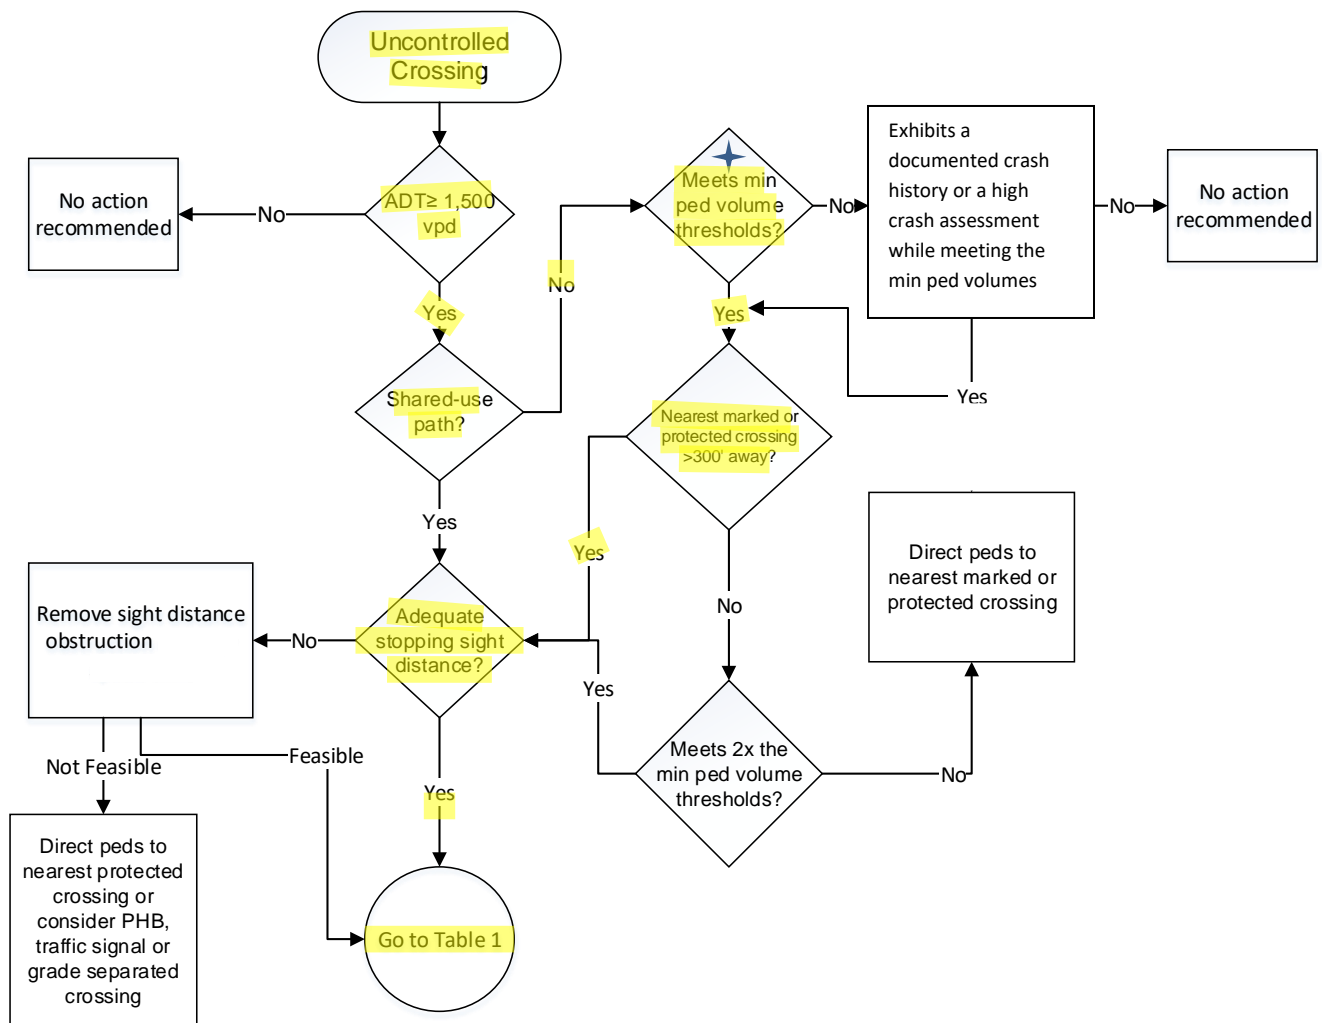 Uncontrolled
Crossing
No action
recommended
No
ADT≥ 1,500
vpd
Yes
Shared-use
path?
No
Meets min
ped volume
thresholds?
No
Exhibits a
documented crash
history or a high
crash assessment
while meeting the
min ped volumes
No
No action
recommended
Yes
Yes
Nearest marked or
protected crossing
>300' away?
Yes
Yes
No
Direct peds to
nearest marked or
protected crossing
Remove sight distance
obstruction
No
Adequate
stopping sight
distance?
Yes
Meets 2x the
min ped volume
thresholds?
No
Not Feasible
Feasible
Yes
Direct peds to
nearest protected
crossing or
consider PHB,
traffic signal or
grade separated
crossing
Go to Table 1